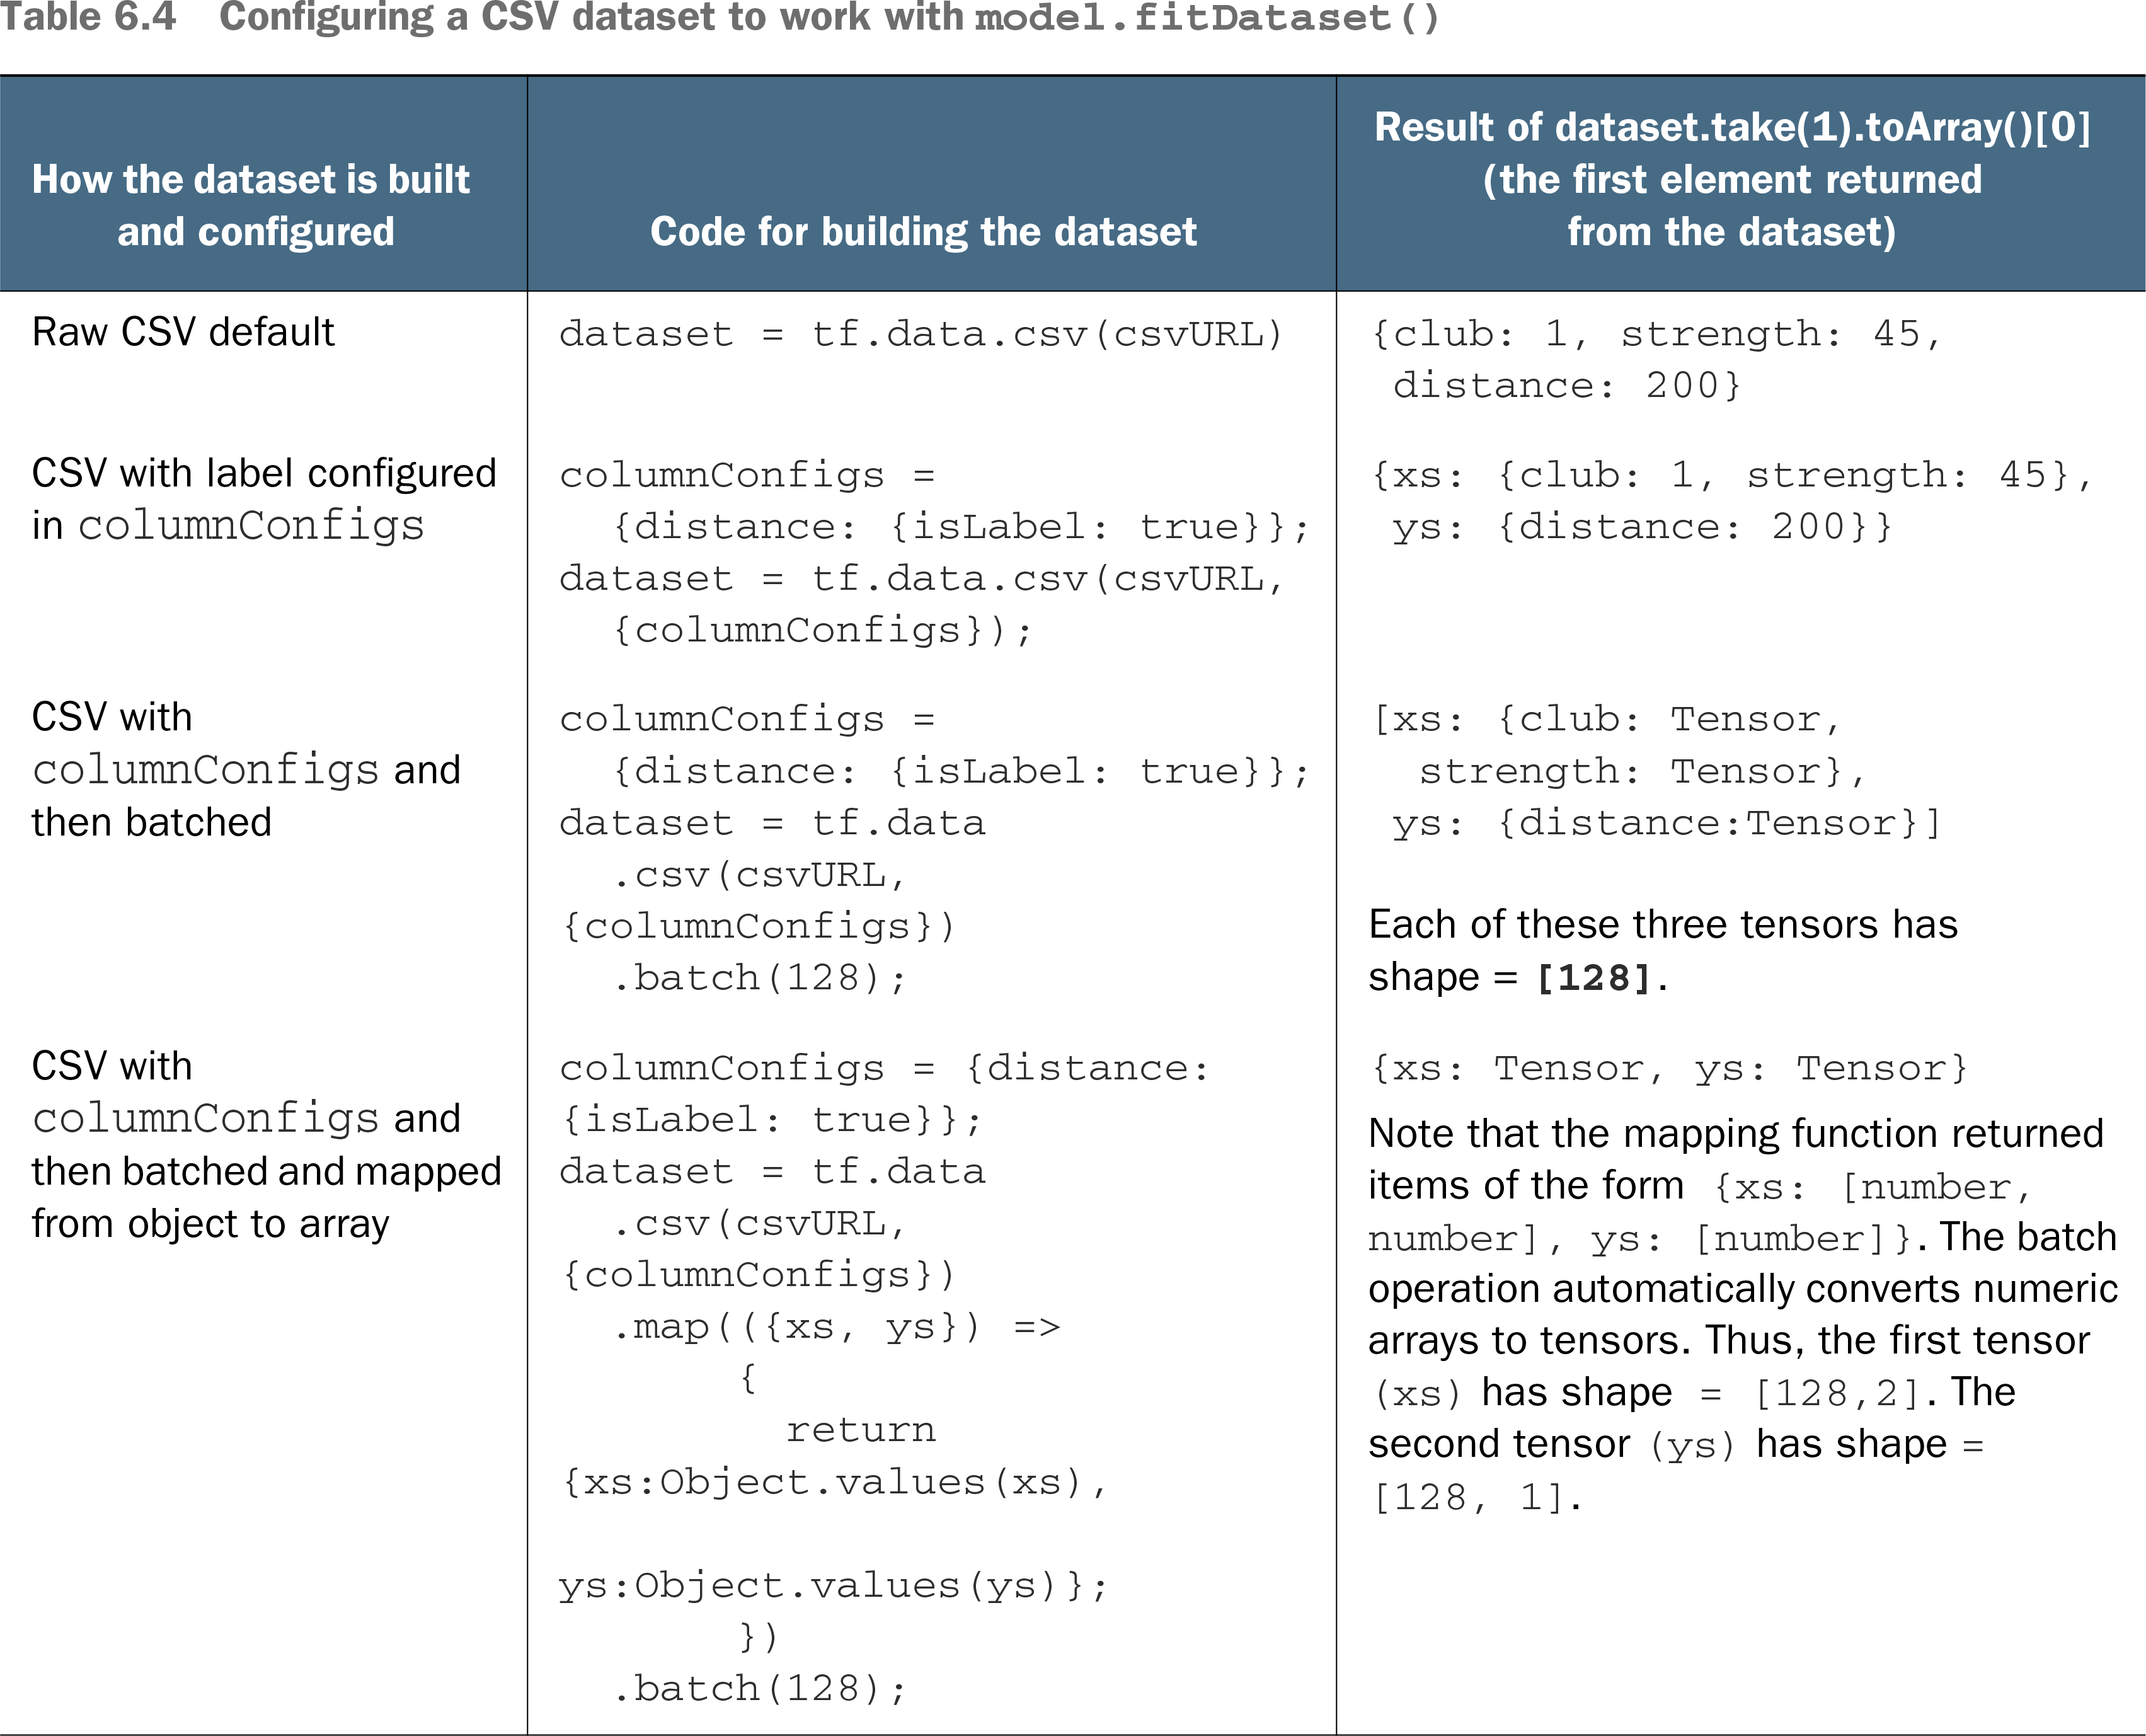 Table 6.4 Configuring a CSV dataset to work with model.fitDataset()
How the dataset is built
and configured
Code for building the dataset
Result of dataset.take(1).toArray()[0]
(the first element returned
from the dataset)
Raw CSV default
dataset = tf.data.csv(csvURL)
{club: 1, strength: 45,
distance: 200}
CSV with label configured
in columnConfigs
columnConfigs =
{distance: {isLabel: true}};
dataset = tf.data.csv(csvURL,
{columnConfigs});
{xs: {club: 1, strength: 45},
ys: {distance: 200}}
CSV with
columnConfigs and
then batched
columnConfigs =
{distance: {isLabel: true}};
dataset = tf.data
.csv(csvURL,
{columnConfigs})
.batch(128);
[xs: {club: Tensor,
strength: Tensor},
ys: {distance:Tensor}]
Each of these three tensors has
shape = [128].
CSV with
columnConfigs and
then batched and mapped
from object to array
columnConfigs = {distance:
{isLabel: true}};
dataset = tf.data
.csv(csvURL,
{columnConfigs})
.map(({xs, ys}) =>
{
return
{xs:Object.values(xs),
ys:Object.values(ys)};
})
.batch(128);
{xs: Tensor, ys: Tensor}
Note that the mapping function returned
items of the form {xs: [number,
number], ys: [number]}. The batch
operation automatically converts numeric
arrays to tensors. Thus, the first tensor
(xs) has shape = [128,2]. The
second tensor (ys) has shape =
[128, 1].